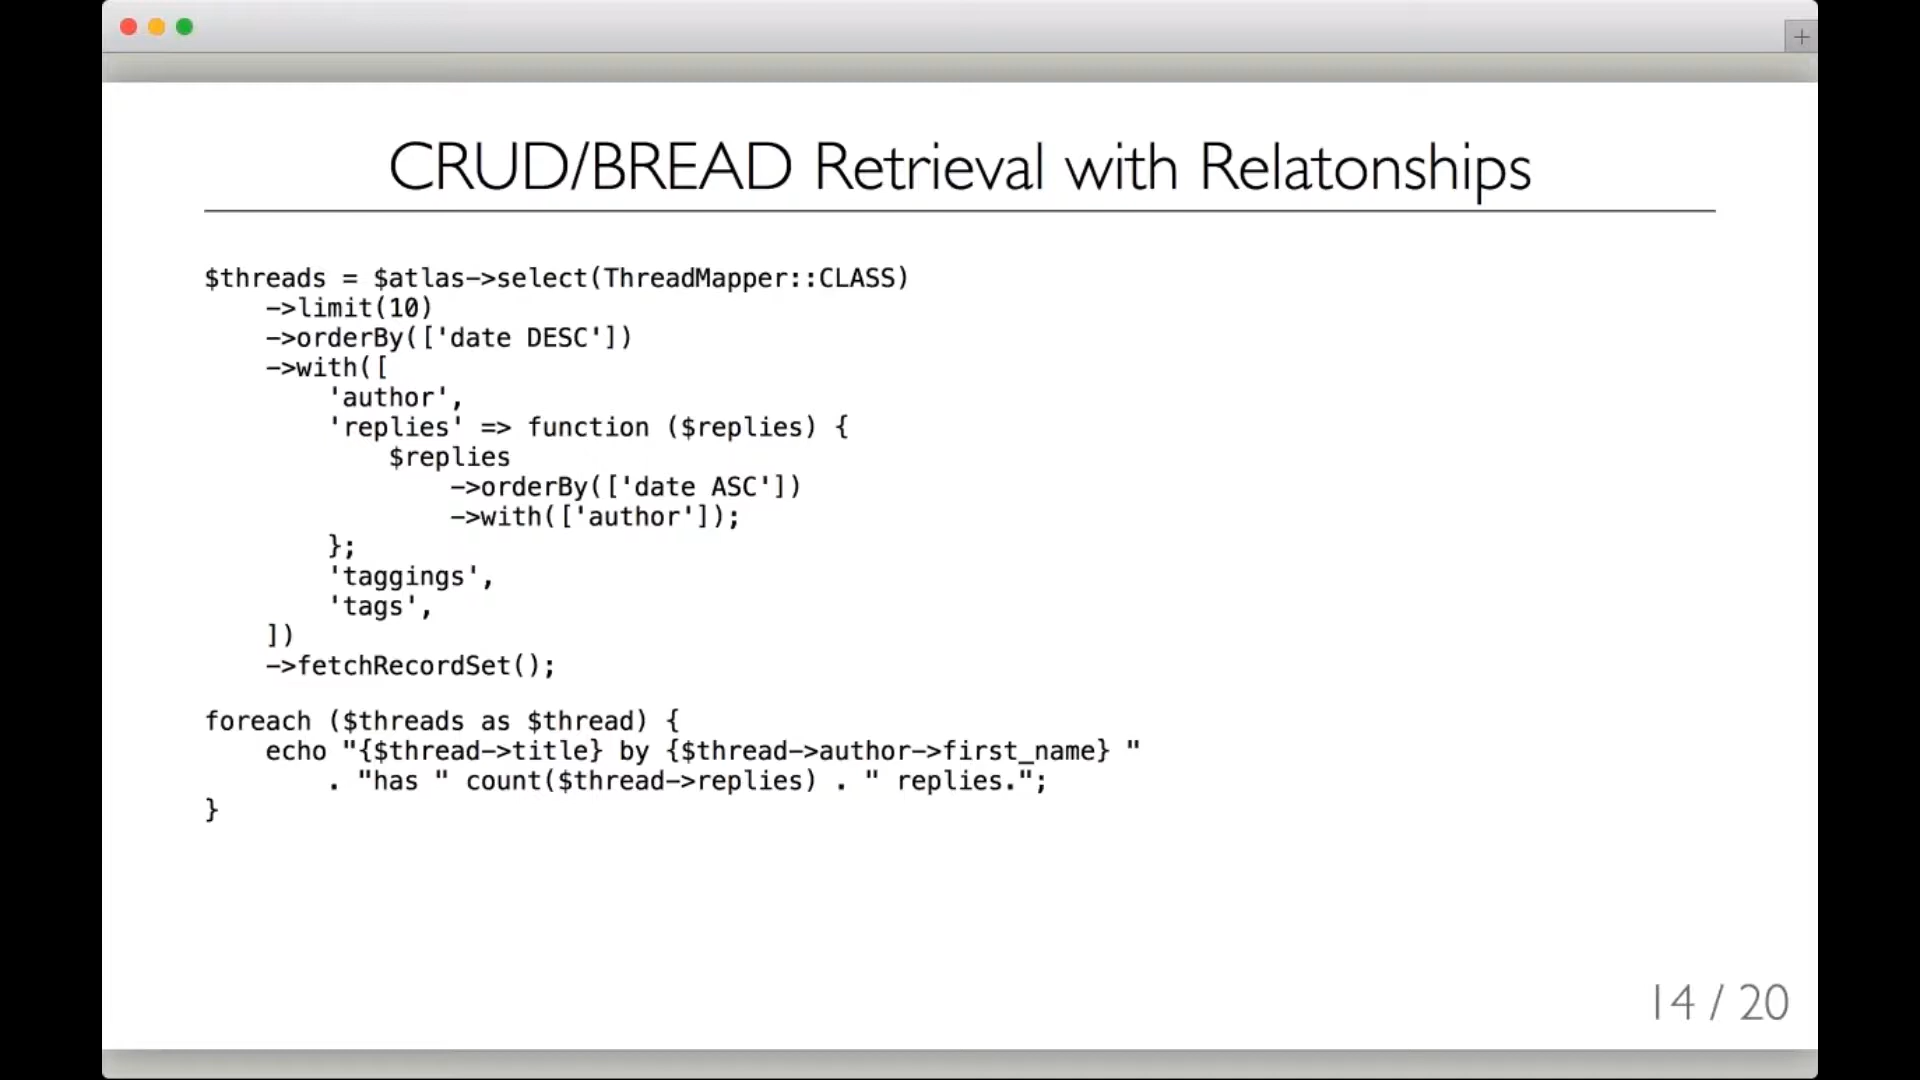 CRUD/BREAD Retrieval with Relatonships
$threads = $atlas->select(ThreadMapper::CLASS)
    ->limit(10)
    ->orderBy(['date DESC'])
    ->with([
        'author',
        'replies' => function ($replies) {
            $replies
                ->orderBy(['date ASC'])
                ->with(['author']);
        };
        'taggings',
        'tags',
    ])
    ->fetchRecordSet();
foreach ($threads as $thread) {
    echo "{$thread->title} by {$thread->author->first_name} "
        . "has " count($thread->replies) . " replies.";
}
14 / 20